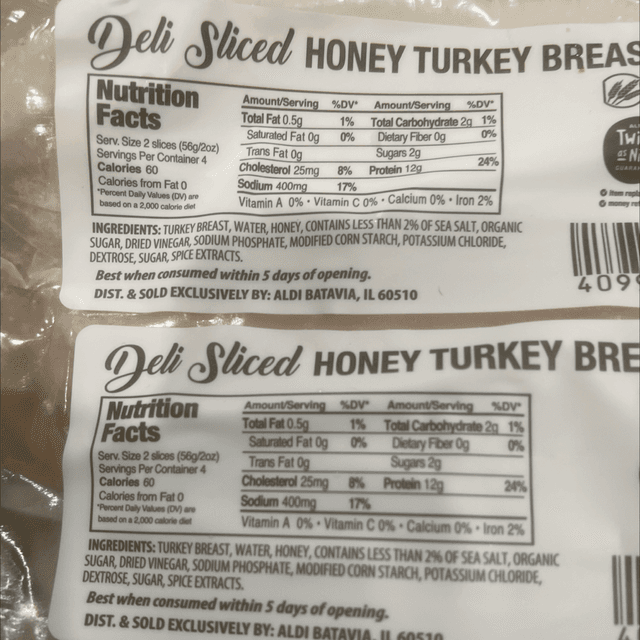 Deli Sliced HONEY TURKEY BREAS
Nutrition
Facts
Serv. Size 2 slices (56g/2oz)
Servings Per Container 4
Calories 60
Calories from Fat 0
*Percent Daily Values (DV) are
based on a 2,000 calorie diet
Amount/Serving %DV* Amount/Serving %DV*
Total Fat 0.5g 1% Total Carbohydrate 2g 1%
Saturated Fat 0g 0% Dietary Fiber 0g 0%
Trans Fat 0g Sugars 2g
Cholesterol 25mg 8% Protein 12g 24%
Sodium 400mg 17%
Vitamin A 0% • Vitamin C 0% • Calcium 0% • Iron 2%
INGREDIENTS: TURKEY BREAST, WATER, HONEY, CONTAINS LESS THAN 2% OF SEA SALT, ORGANIC
SUGAR, DRIED VINEGAR, SODIUM PHOSPHATE, MODIFIED CORN STARCH, POTASSIUM CHLORIDE,
DEXTROSE, SUGAR, SPICE EXTRACTS.
Best when consumed within 5 days of opening.
DIST. & SOLD EXCLUSIVELY BY: ALDI BATAVIA, IL 60510
409
Deli Sliced HONEY TURKEY BRE
Nutrition
Facts
Serv. Size 2 slices (56g/2oz)
Servings Per Container 4
Calories 60
Calories from Fat 0
*Percent Daily Values (DV) are
based on a 2,000 calorie diet
Amount/Serving %DV* Amount/Serving %DV*
Total Fat 0.5g 1% Total Carbohydrate 2g 1%
Saturated Fat 0g 0% Dietary Fiber 0g 0%
Trans Fat 0g Sugars 2g
Cholesterol 25mg 8% Protein 12g 24%
Sodium 400mg 17%
Vitamin A 0% • Vitamin C 0% • Calcium 0% • Iron 2%
INGREDIENTS: TURKEY BREAST, WATER, HONEY, CONTAINS LESS THAN 2% OF SEA SALT, ORGANIC
SUGAR, DRIED VINEGAR, SODIUM PHOSPHATE, MODIFIED CORN STARCH, POTASSIUM CHLORIDE,
DEXTROSE, SUGAR, SPICE EXTRACTS.
Best when consumed within 5 days of opening.
DIST. & SOLD EXCLUSIVELY BY: ALDI BATAVIA, IL 60510